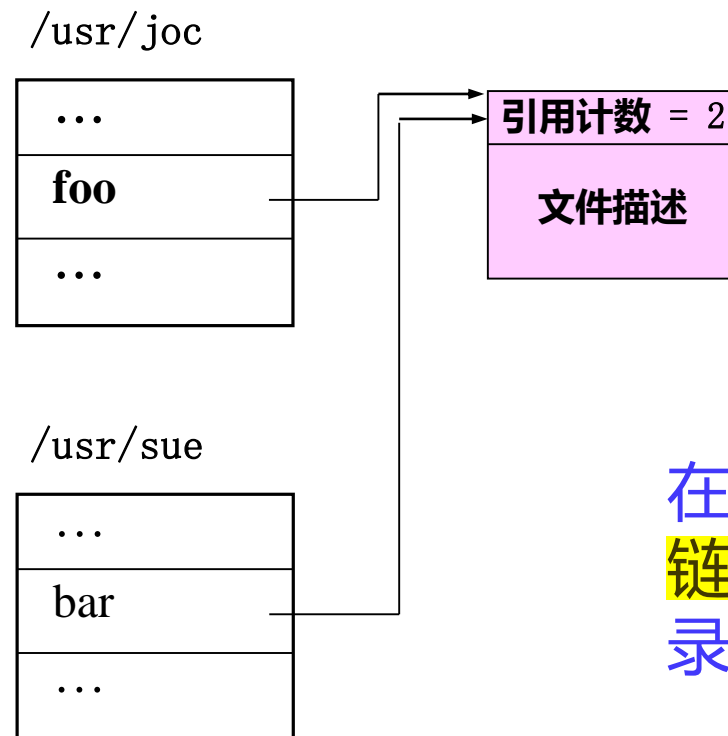 /usr/joc
…
foo
…
引用计数 = 2
文件描述
/usr/sue
…
bar
…
在
链
录